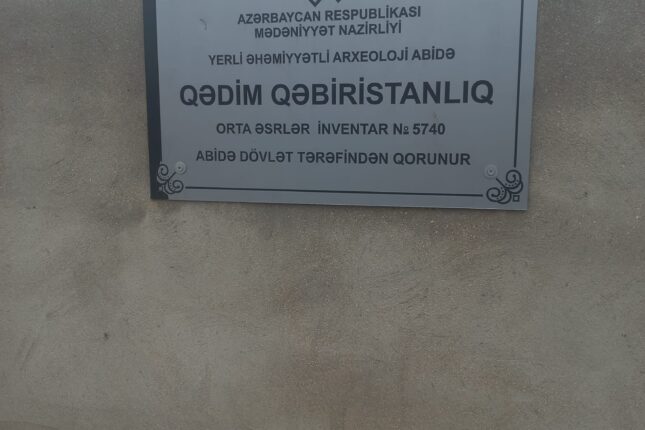 AZƏRBAYCAN RESPUBLİKASI
MƏDƏNİYYƏT NAZİRLİYİ
YERLİ ƏHƏMİYYƏTLİ ARXEOLOJİ ABİDƏ
QƏDİM QƏBİRİSTANLIQ
ORTA ƏSRLƏR İNVENTAR № 5740
ABİDƏ DÖVLƏT TƏRƏFİNDƏN QORUNUR